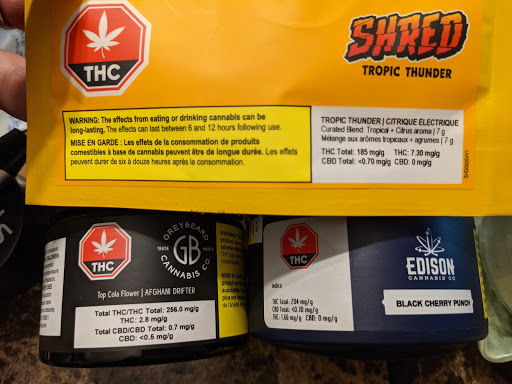 THC
SHRED
TROPIC THUNDER
WARNING: The effects from eating or drinking cannabis can be
long-lasting. The effects can last between 6 and 12 hours following use.
MISE EN GARDE : Les effets de la consommation de produits
comestibles à base de cannabis peuvent être de longue durée. Les effets
peuvent durer de six à douze heures après la consommation.
TROPIC THUNDER | CITRIQUE ÉLECTRIQUE
Curated Blend: Tropical + Citrus aroma | 7 g
Mélange aux arômes tropicaux + agrumes | 7 g
THC Total: 185 mg/g THC: 7.30 mg/g
CBD Total: <0.70 mg/g CBD: 0 mg/g
THC
GREYBEARD
TRADE MARK
GB
CANNABIS CO.
Top Cola Flower | AFGHANI DRIFTER
Total THC/THC Total: 256.0 mg/g
THC: 2.8 mg/g
Total CBD/CBD Total: 0.7 mg/g
CBD: <0.5 mg/g
THC
indica
THC Total: 204 mg/g
CBD Total: <0.70 mg/g
THC: 1.66 mg/g CBD: 0 mg/g
EDISON
CANNABIS CO
BLACK CHERRY PUNCH